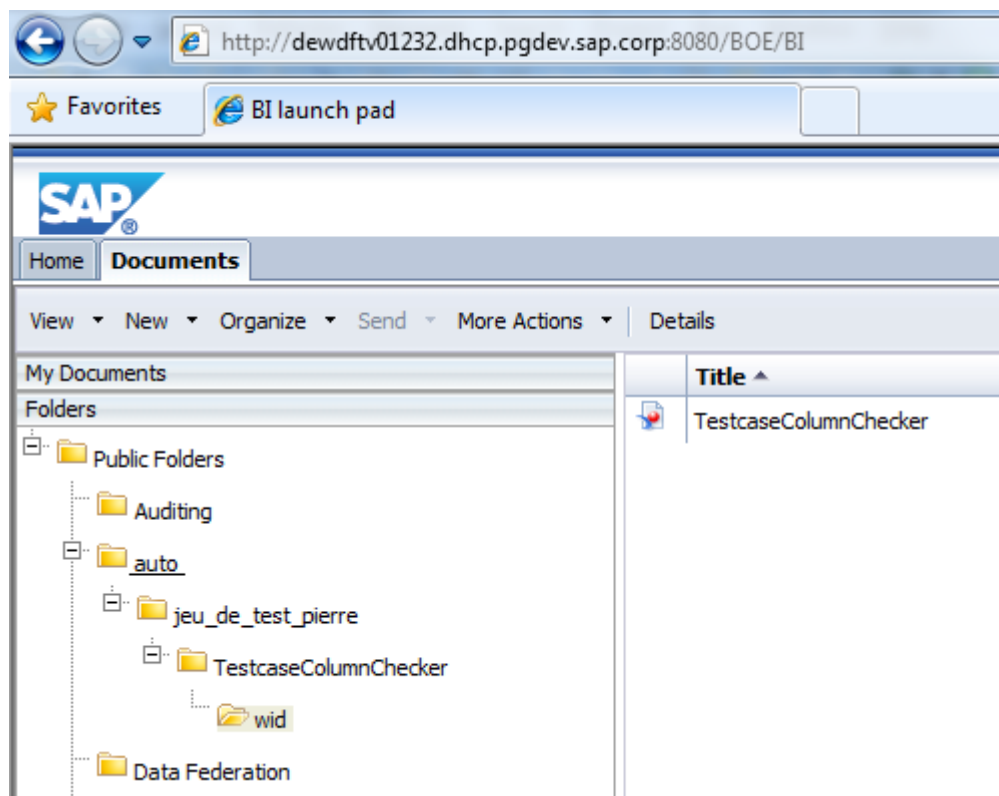 http://dewdftv01232.dhcp.pgdev.sap.corp:8080/BOE/BI
Favorites BI launch pad
SAP®
Home Documents
View New Organize Send More Actions Details
My Documents
Title
Folders
TestcaseColumnChecker
Public Folders
Auditing
auto
jeu_de_test_pierre
TestcaseColumnChecker
wid
Data Federation